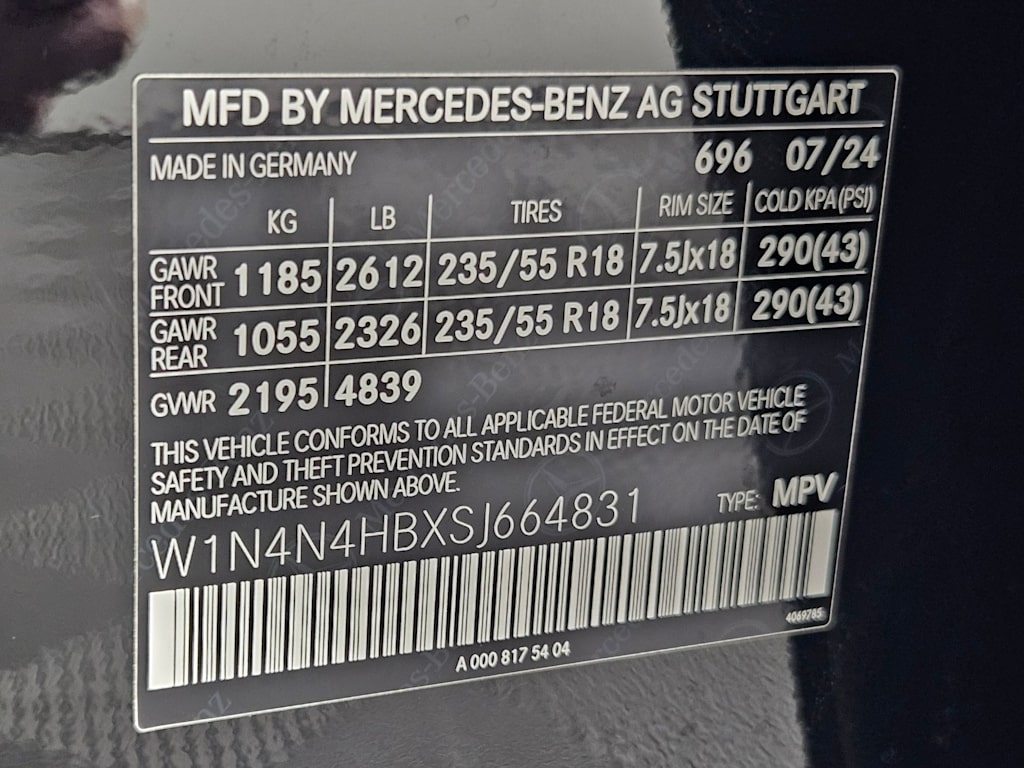 MFD BY MERCEDES-BENZ AG STUTTGART
MADE IN GERMANY 696 07/24
KG LB TIRES RIM SIZE COLD KPA(PSI)
GAWR FRONT 1185 2612 235/55 R18 7.5Jx18 290(43)
GAWR REAR 1055 2326 235/55 R18 7.5Jx18 290(43)
GVWR 2195 4839
THIS VEHICLE CONFORMS TO ALL APPLICABLE FEDERAL MOTOR VEHICLE
SAFETY AND THEFT PREVENTION STANDARDS IN EFFECT ON THE DATE OF
MANUFACTURE SHOWN ABOVE.
W1N4N4HBXSJ664831 TYPE: MPV
4069785
A 000 817 54 04